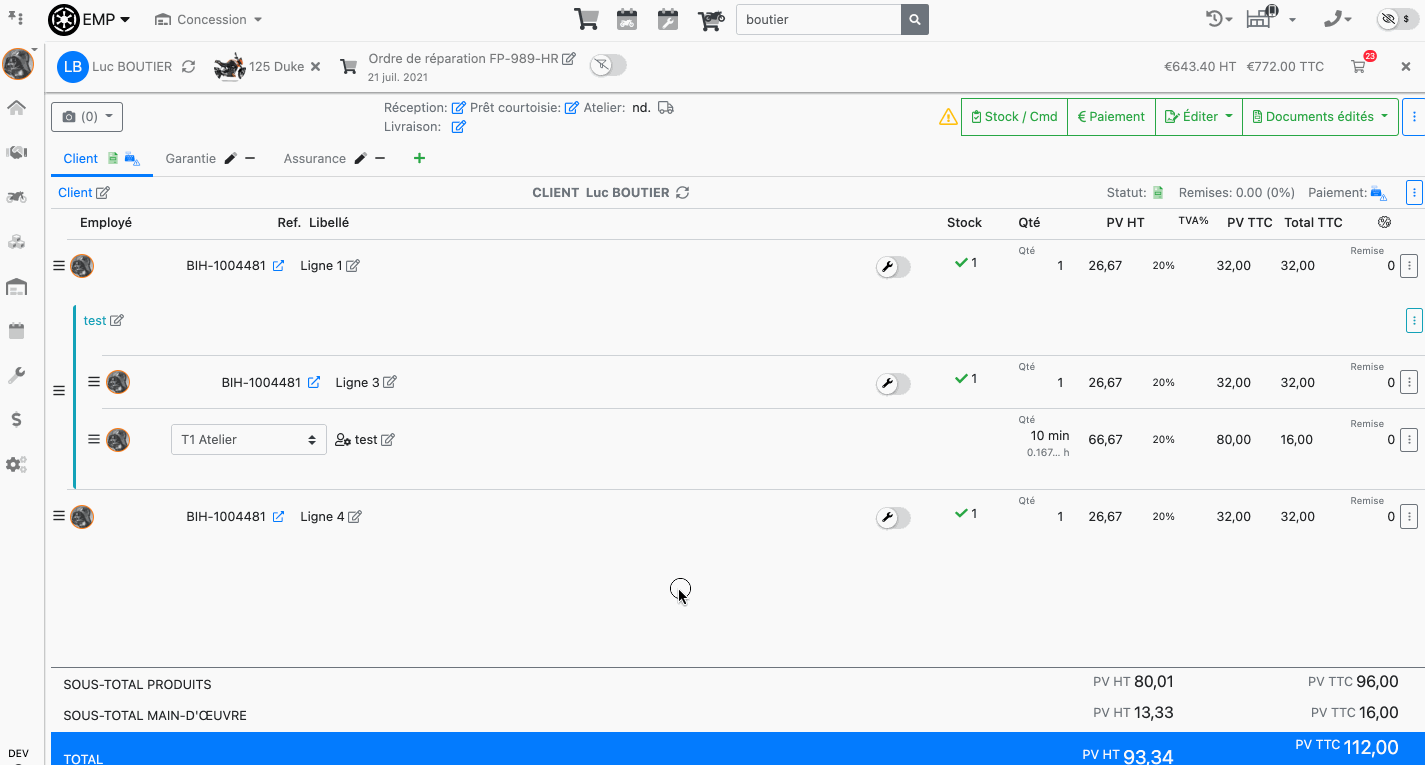 EMP Concession boutier $
LB Luc BOUTIER 125 Duke Ordre de réparation FP-989-HR €643.40 HT €772.00 TTC 23
21 juil. 2021
(0) Réception: Prêt courtoisie: Atelier: nd. Stock / Cmd € Paiement Éditer Documents édités
Livraison:
Client Garantie Assurance
Client CLIENT Luc BOUTIER Statut: Remises: 0.00 (0%) Paiement:
Employé Ref. Libellé Stock Qté PV HT TVA% PV TTC Total TTC
Qté Remise
BIH-1004481 Ligne 1 1 1 26,67 20% 32,00 32,00 0
test
Qté Remise
BIH-1004481 Ligne 3 1 1 26,67 20% 32,00 32,00 0
Qté Remise
T1 Atelier test 10 min 66,67 20% 80,00 16,00 0
0.167... h
Qté Remise
BIH-1004481 Ligne 4 1 1 26,67 20% 32,00 32,00 0
SOUS-TOTAL PRODUITS PV HT 80,01 PV TTC 96,00
SOUS-TOTAL MAIN-D'ŒUVRE PV HT 13,33 PV TTC 16,00
DEV TOTAL PV HT 93,34 PV TTC 112,00